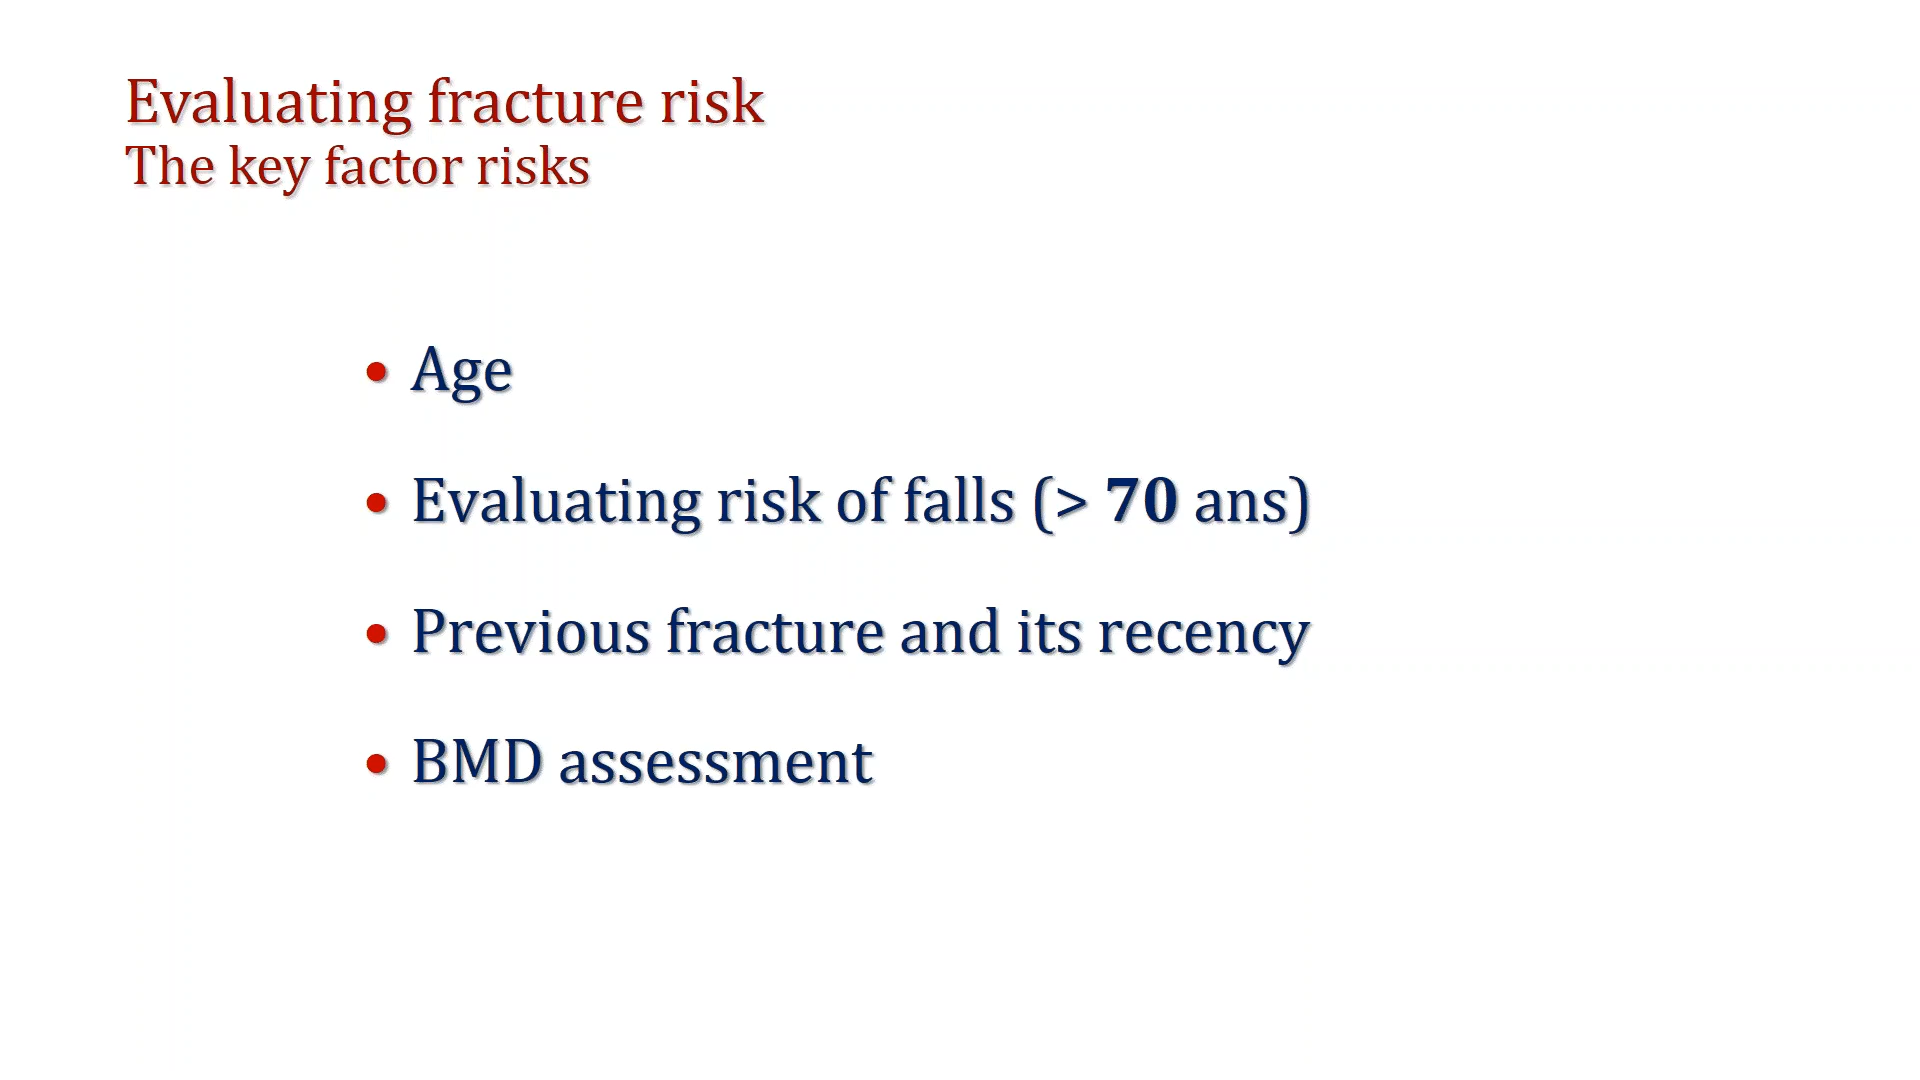 Evaluating fracture risk
The key factor risks
• Age
• Evaluating risk of falls (> 70 ans)
• Previous fracture and its recency
• BMD assessment